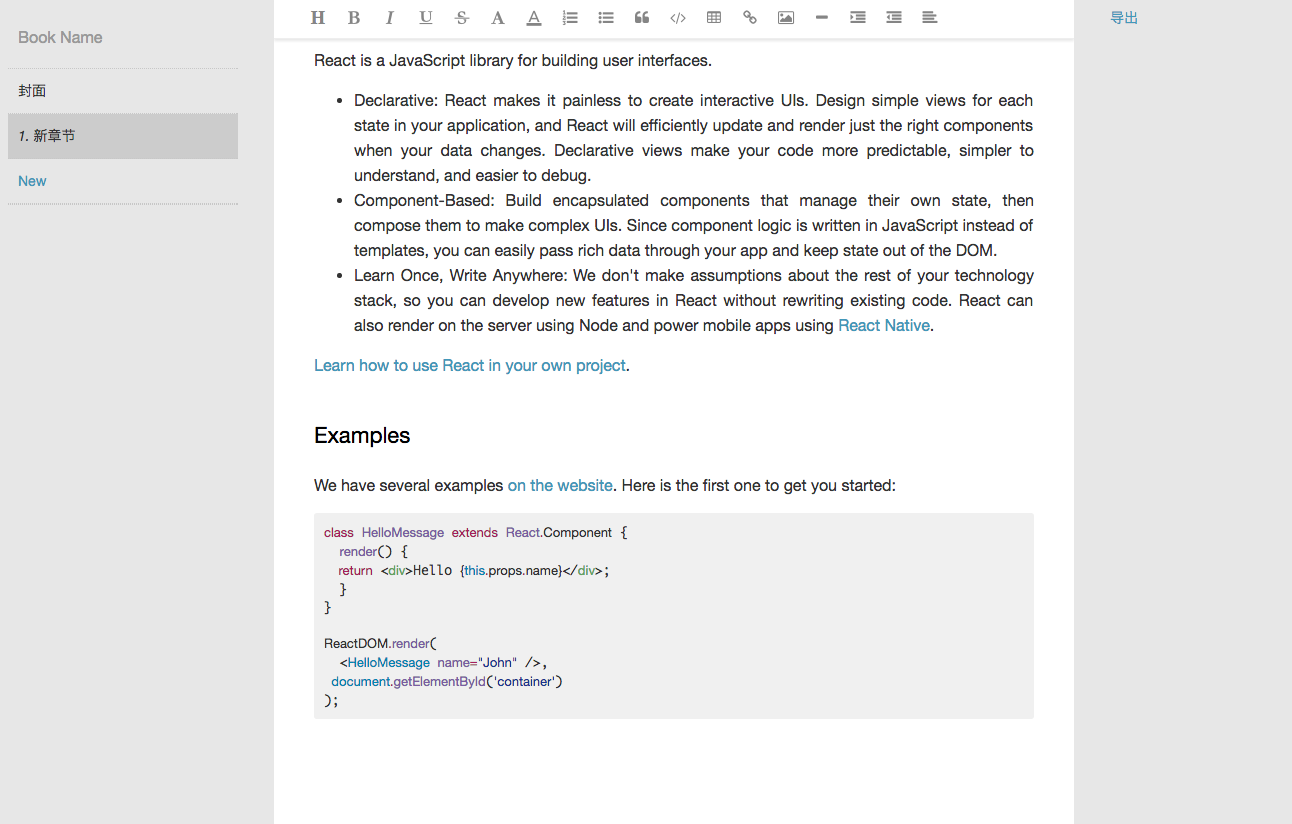 Book Name
封面
1. 新章节
New
H B I U S A A
导出
React is a JavaScript library for building user interfaces.
Declarative: React makes it painless to create interactive UIs. Design simple views for each
state in your application, and React will efficiently update and render just the right components
when your data changes. Declarative views make your code more predictable, simpler to
understand, and easier to debug.
Component-Based: Build encapsulated components that manage their own state, then
compose them to make complex UIs. Since component logic is written in JavaScript instead of
templates, you can easily pass rich data through your app and keep state out of the DOM.
Learn Once, Write Anywhere: We don't make assumptions about the rest of your technology
stack, so you can develop new features in React without rewriting existing code. React can
also render on the server using Node and power mobile apps using React Native.
Learn how to use React in your own project.
Examples
We have several examples on the website. Here is the first one to get you started:
class HelloMessage extends React.Component {
  render() {
  return <div>Hello {this.props.name}</div>;
  }
}
ReactDOM.render(
  <HelloMessage name="John" />,
 document.getElementById('container')
);